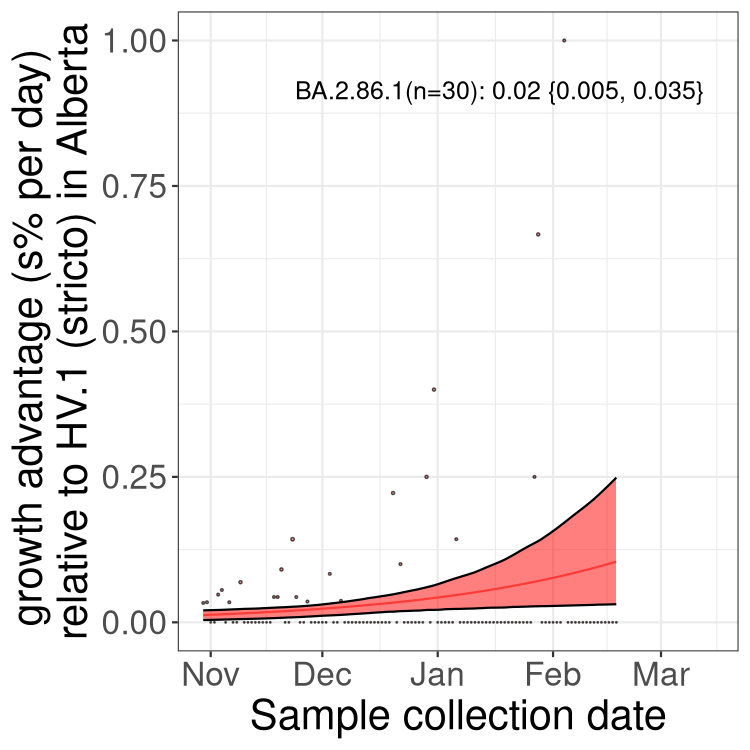 growth advantage (s% per day)
relative to HV.1 (stricto) in Alberta
1.00
0.75
0.50
0.25
0.00
BA.2.86.1(n=30): 0.02 {0.005, 0.035}
Nov Dec Jan Feb Mar
Sample collection date